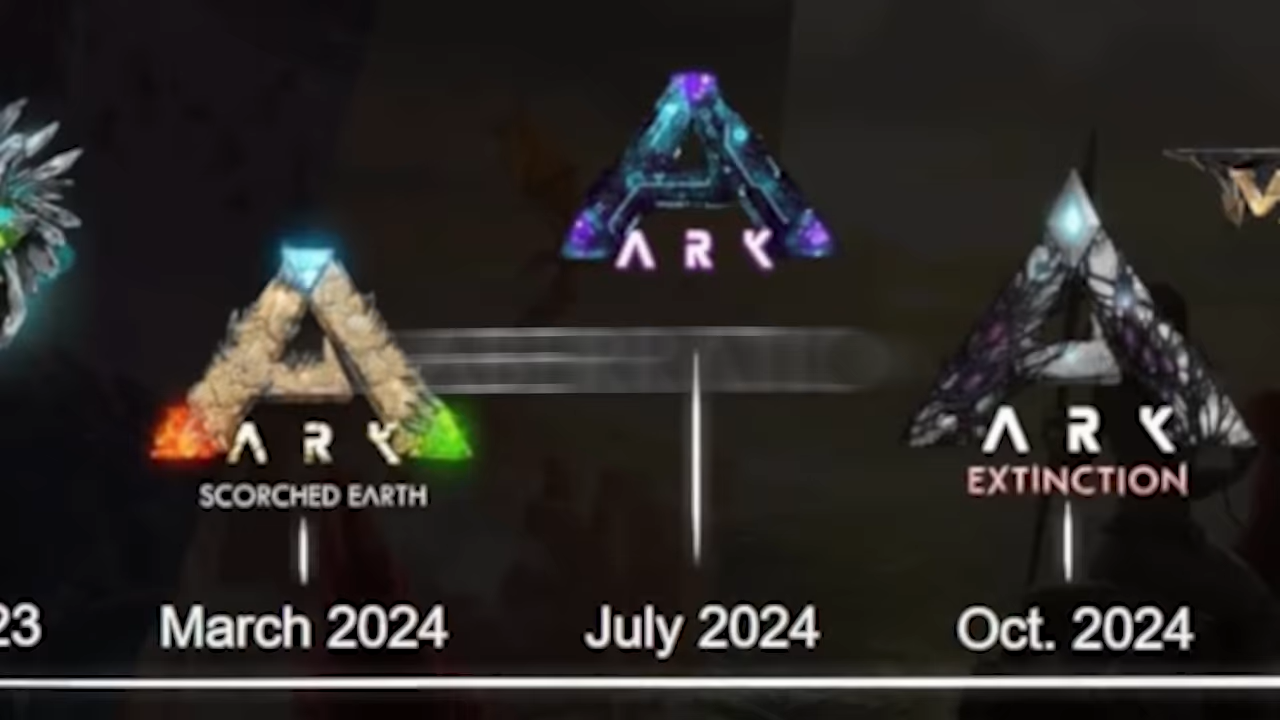 ARK
ARK
SCORCHED EARTH
ARK
EXTINCTION
23
March 2024
July 2024
Oct. 2024